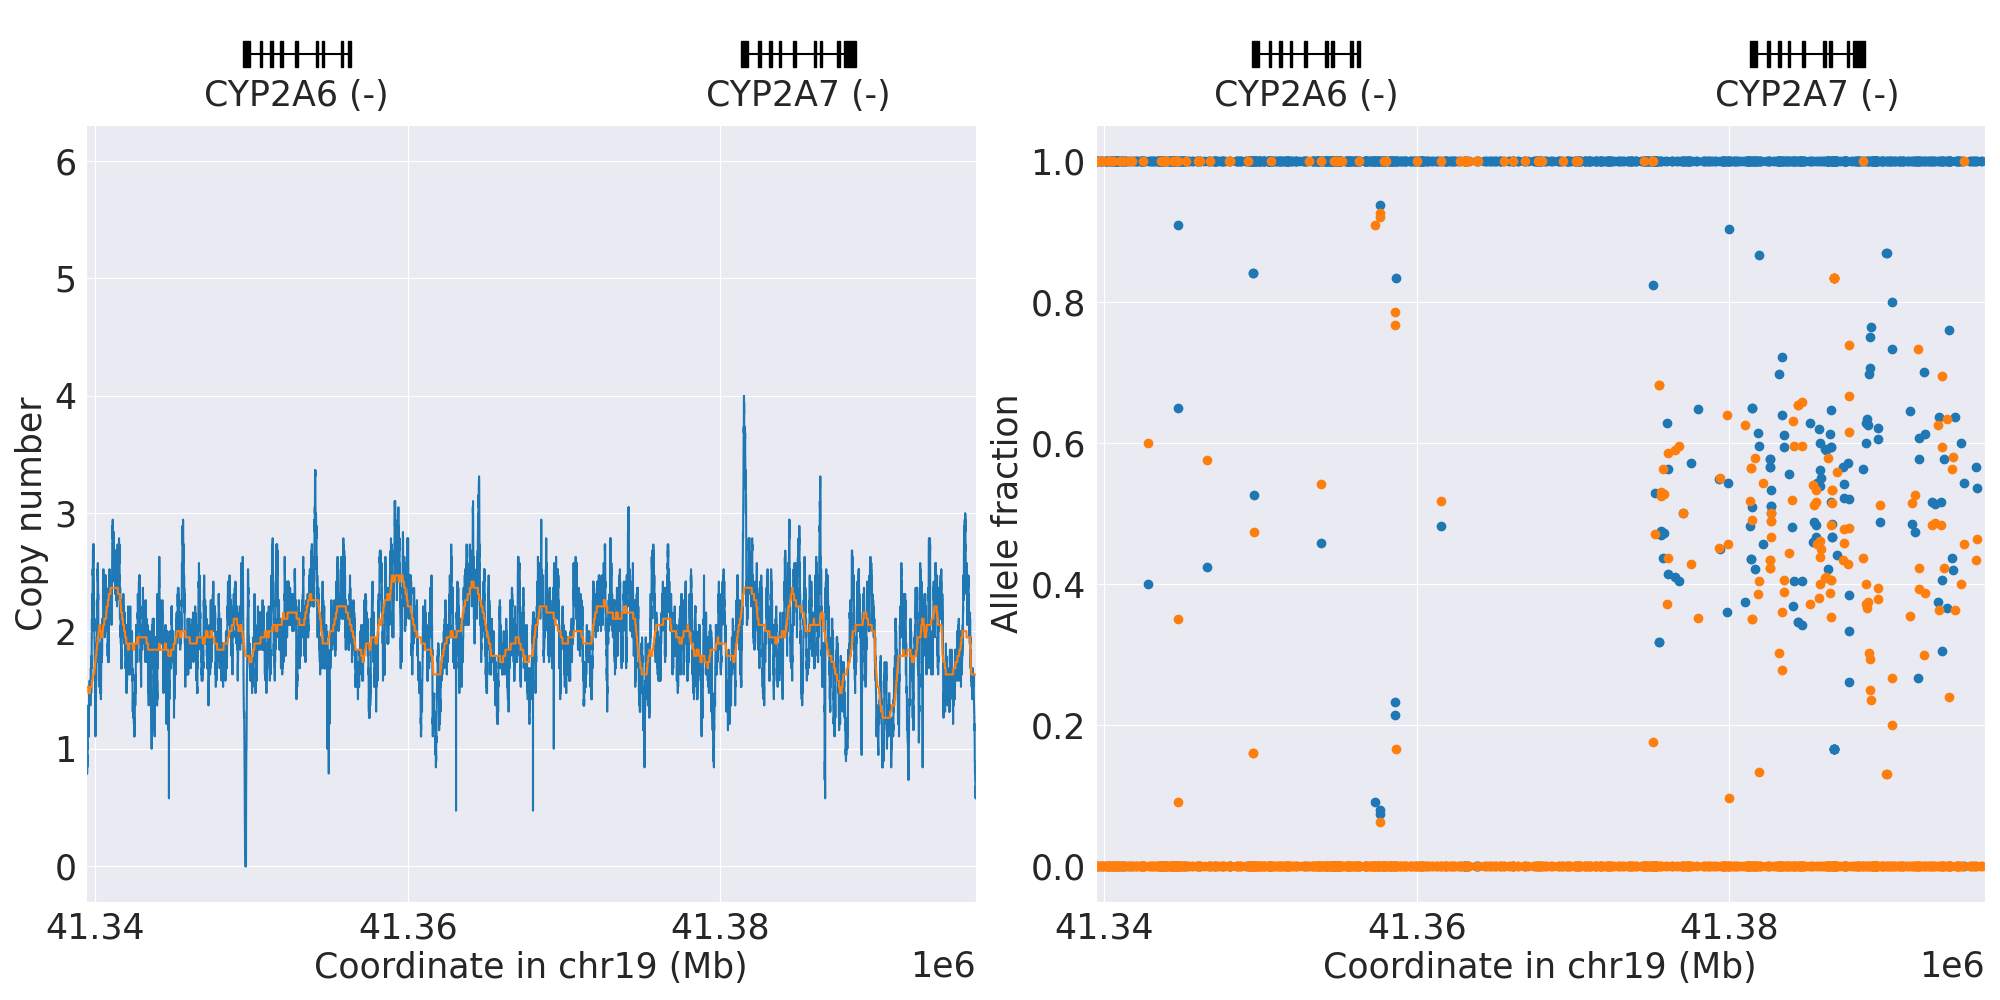 CYP2A6 (-)
CYP2A7 (-)
6
5
4
3
2
1
0
Copy number
41.34
41.36
41.38
Coordinate in chr19 (Mb)
1e6
CYP2A6 (-)
CYP2A7 (-)
1.0
0.8
0.6
0.4
0.2
0.0
Allele fraction
41.34
41.36
41.38
Coordinate in chr19 (Mb)
1e6